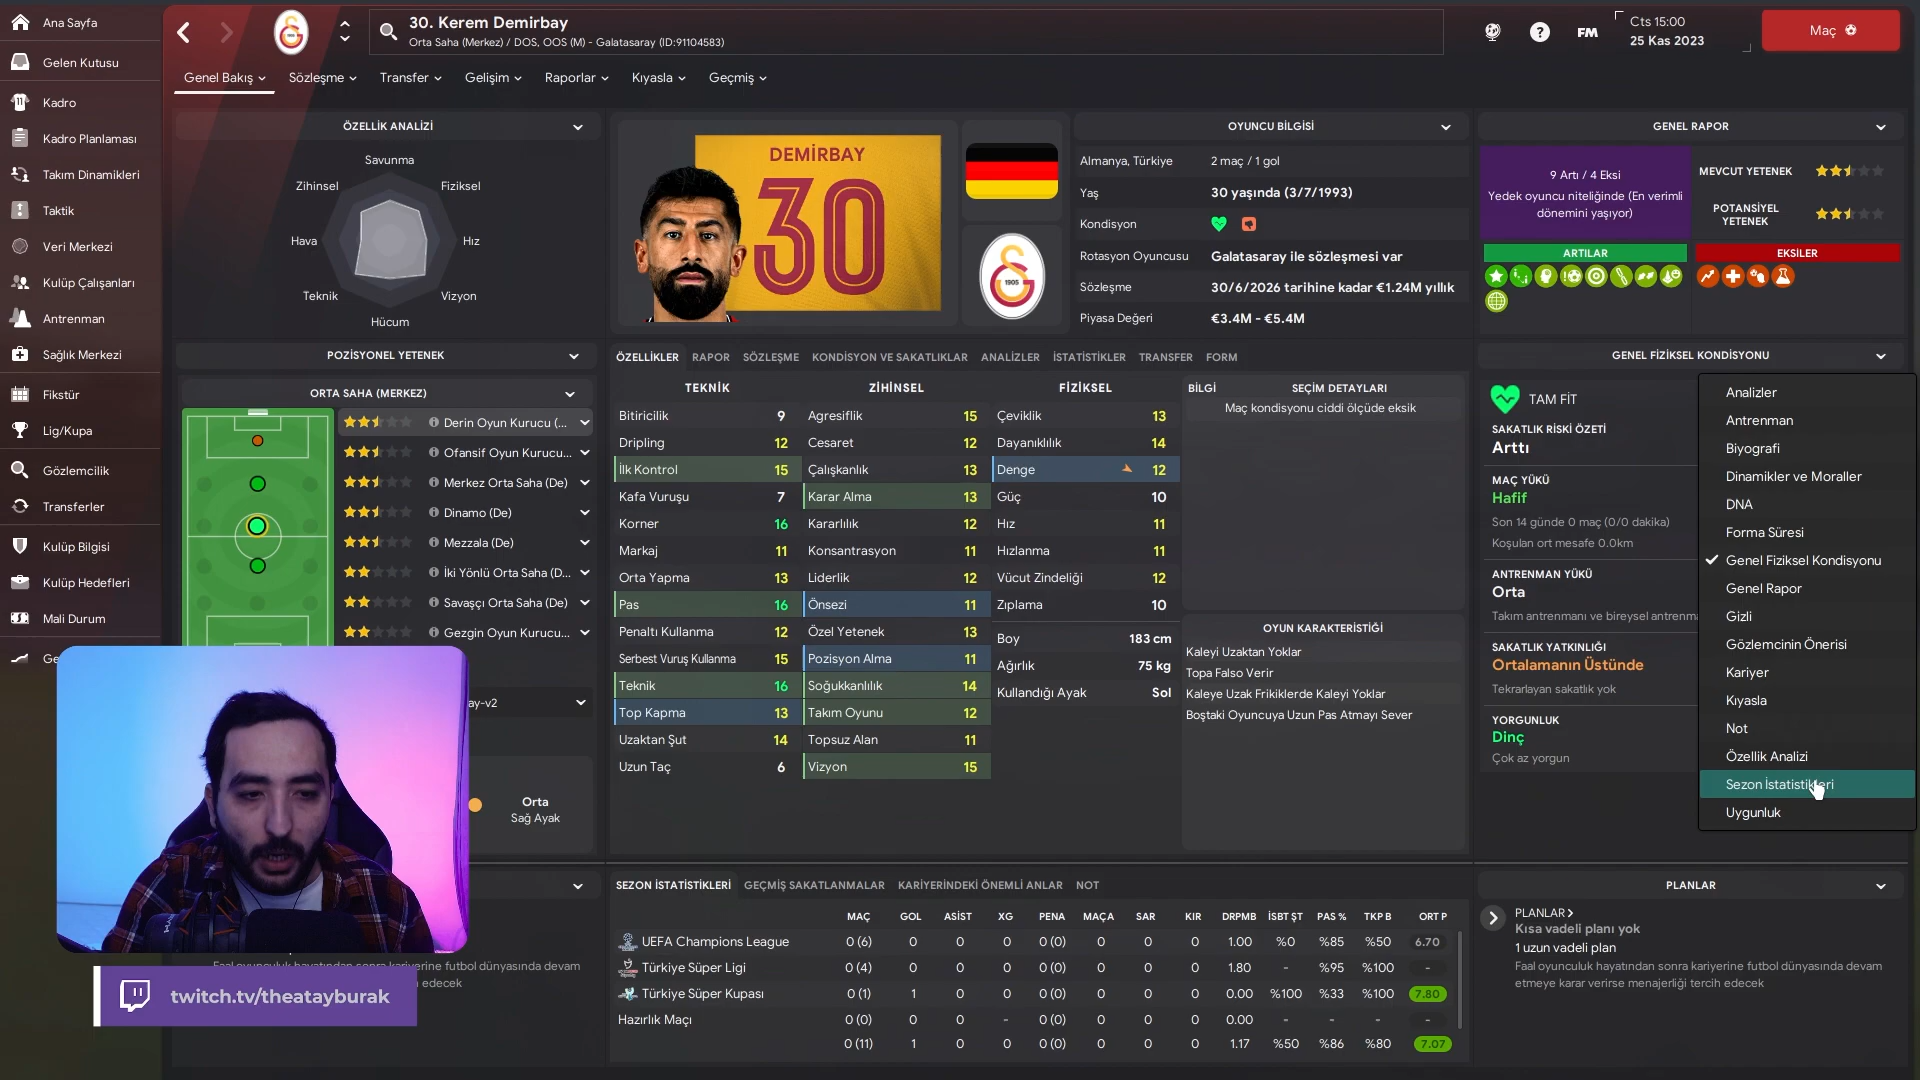 Ana Sayfa
Gelen Kutusu
Kadro
Kadro Planlaması
Takım Dinamikleri
Taktik
Veri Merkezi
Kulüp Çalışanları
Antrenman
Sağlık Merkezi
Fikstür
Lig/Kupa
Gözlemcilik
Transferler
Kulüp Bilgisi
Kulüp Hedefleri
Mali Durum
30. Kerem Demirbay
Orta Saha (Merkez) / DOS, OOS (M) - Galatasaray (ID:91104583)
FM
Cts 15:00
25 Kas 2023
Maç
Genel Bakış
Sözleşme
Transfer
Gelişim
Raporlar
Kıyasla
Geçmiş
ÖZELLİK ANALİZİ
Savunma
Zihinsel
Fiziksel
Hava
Hız
Teknik
Vizyon
Hücum
DEMİRBAY
30
1905
OYUNCU BİLGİSİ
Almanya, Türkiye 2 maç / 1 gol
Yaş 30 yaşında (3/7/1993)
Kondisyon
Rotasyon Oyuncusu Galatasaray ile sözleşmesi var
Sözleşme 30/6/2026 tarihine kadar €1.24M yıllık
Piyasa Değeri €3.4M - €5.4M
GENEL RAPOR
9 Artı / 4 Eksi
Yedek oyuncu niteliğinde (En verimli
dönemini yaşıyor)
MEVCUT YETENEK
POTANSİYEL
YETENEK
ARTILAR
EKSİLER
POZİSYONEL YETENEK
ORTA SAHA (MERKEZ)
Derin Oyun Kurucu (...
Ofansif Oyun Kurucu...
Merkez Orta Saha (De)
Dinamo (De)
Mezzala (De)
İki Yönlü Orta Saha (D...
Savaşçı Orta Saha (De)
Gezgin Oyun Kurucu...
ay-v2
Orta
Sağ Ayak
ÖZELLİKLER RAPOR SÖZLEŞME KONDİSYON VE SAKATLIKLAR ANALİZLER İSTATİSTİKLER TRANSFER FORM
TEKNİK
Bitiricilik 9
Dripling 12
İlk Kontrol 15
Kafa Vuruşu 7
Korner 16
Markaj 11
Orta Yapma 13
Pas 16
Penaltı Kullanma 12
Serbest Vuruş Kullanma 15
Teknik 16
Top Kapma 13
Uzaktan Şut 14
Uzun Taç 6
ZİHİNSEL
Agresiflik 15
Cesaret 12
Çalışkanlık 13
Karar Alma 13
Kararlılık 12
Konsantrasyon 11
Liderlik 12
Önsezi 11
Özel Yetenek 13
Pozisyon Alma 11
Soğukkanlılık 14
Takım Oyunu 12
Topsuz Alan 11
Vizyon 15
FİZİKSEL
Çeviklik 13
Dayanıklılık 14
Denge 12
Güç 10
Hız 11
Hızlanma 11
Vücut Zindeliği 12
Zıplama 10
Boy 183 cm
Ağırlık 75 kg
Kullandığı Ayak Sol
BİLGİ SEÇİM DETAYLARI
Maç kondisyonu ciddi ölçüde eksik
OYUN KARAKTERİSTİĞİ
Kaleyi Uzaktan Yoklar
Topa Falso Verir
Kaleye Uzak Frikiklerde Kaleyi Yoklar
Boştaki Oyuncuya Uzun Pas Atmayı Sever
GENEL FİZİKSEL KONDİSYONU
TAM FİT
SAKATLIK RİSKİ ÖZETİ
Arttı
MAÇ YÜKÜ
Hafif
Son 14 günde 0 maç (0/0 dakika)
Koşulan ort mesafe 0.0km
ANTRENMAN YÜKÜ
Orta
Takım antrenmanı ve bireysel antrenma
SAKATLIK YATKINLIĞI
Ortalamanın Üstünde
Tekrarlayan sakatlık yok
YORGUNLUK
Dinç
Çok az yorgun
Analizler
Antrenman
Biyografi
Dinamikler ve Moraller
DNA
Forma Süresi
Genel Fiziksel Kondisyonu
Genel Rapor
Gizli
Gözlemcinin Önerisi
Kariyer
Kıyasla
Not
Özellik Analizi
Sezon İstatistikleri
Uygunluk
SEZON İSTATİSTİKLERİ GEÇMİŞ SAKATLANMALAR KARİYERİNDEKİ ÖNEMLİ ANLAR NOT
MAÇ GOL ASİST XG PENA MAÇA SAR KIR DRPMB İSBT ŞT PAS % TKP B ORT P
UEFA Champions League 0 (6) 0 0 0 0 (0) 0 0 0 1.00 %0 %85 %50 6.70
Türkiye Süper Ligi 0 (4) 0 0 0 0 (0) 0 0 0 1.80 - %95 %100 -
Türkiye Süper Kupası 0 (1) 1 0 0 0 (0) 0 0 0 0.00 %100 %33 %100 7.80
Hazırlık Maçı 0 (0) 0 0 - 0 (0) 0 0 0 0.00 - - - -
0 (11) 1 0 0 0 (0) 0 0 0 1.17 %50 %86 %80 7.07
PLANLAR
PLANLAR
Kısa vadeli planı yok
1 uzun vadeli plan
Faal oyunculuk hayatından sonra kariyerine futbol dünyasında devam
etmeye karar verirse menajerliği tercih edecek
Faal oyunculuk hayatından sonra kariyerine futbol dünyasında devam
h edecek
twitch.tv/theatayburak